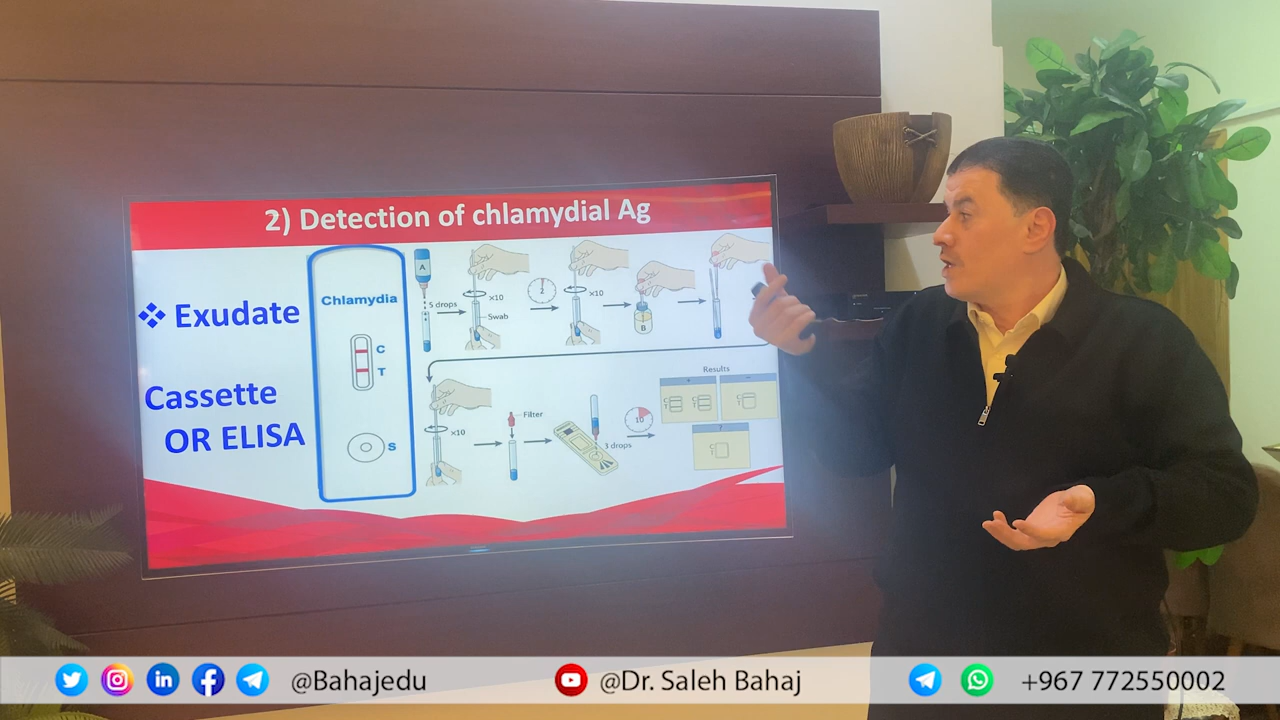 2) Detection of chlamydial Ag
❖ Exudate
Cassette
OR ELISA
Chlamydia
C
T
S
A
5 drops
×10
Swab
2
×10
B
×10
Filter
3 drops
10
Results
+
-
C
T
C
T
C
T
?
C
T
@Bahajedu
@Dr. Saleh Bahaj
+967 772550002